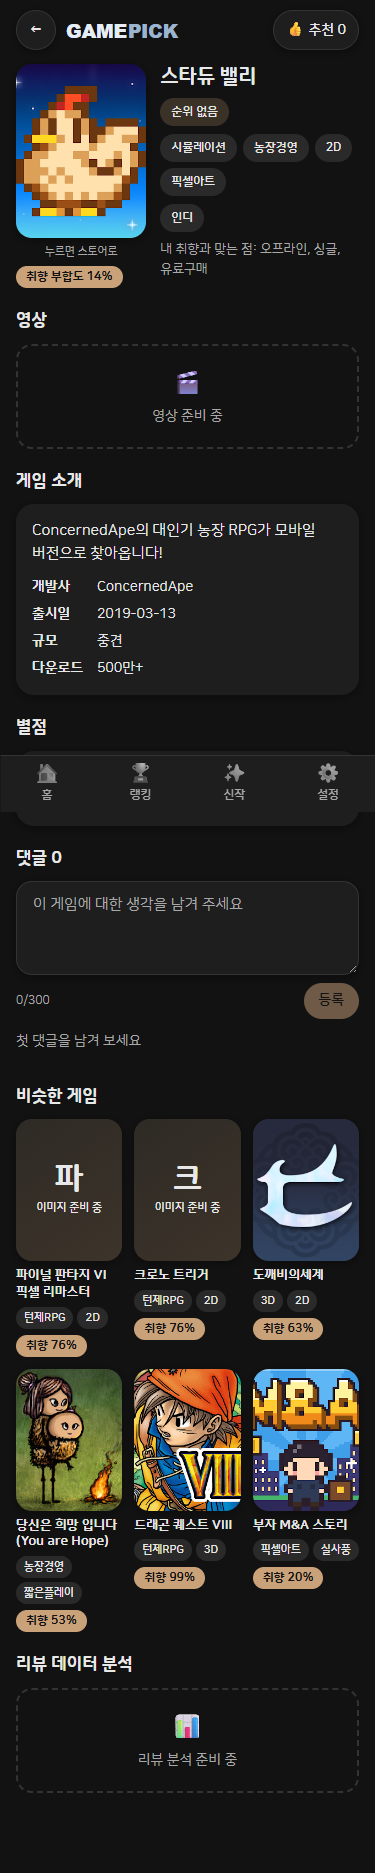 ←
GAMEPICK
추천 0
스타듀 밸리
순위 없음
시뮬레이션 농장경영 2D
픽셀아트
인디
내 취향과 맞는 점: 오프라인, 싱글,
유료구매
누르면 스토어로
취향 부합도 14%
영상
영상 준비 중
게임 소개
ConcernedApe의 대인기 농장 RPG가 모바일
버전으로 찾아옵니다!
개발사 ConcernedApe
출시일 2019-03-13
규모 중견
다운로드 500만+
별점
홈 랭킹 신작 설정
댓글 0
이 게임에 대한 생각을 남겨 주세요
0/300
등록
첫 댓글을 남겨 보세요
비슷한 게임
파
이미지 준비 중
파이널 판타지 VI
픽셀 리마스터
턴제RPG 2D
취향 76%
크
이미지 준비 중
크로노 트리거
턴제RPG 2D
취향 76%
도깨비의세계
3D 2D
취향 63%
당신은 희망 입니다
(You are Hope)
농장경영
짧은플레이
취향 53%
VIII
드래곤 퀘스트 VIII
턴제RPG 3D
취향 99%
M&A
부자 M&A 스토리
픽셀아트 실사풍
취향 20%
리뷰 데이터 분석
리뷰 분석 준비 중